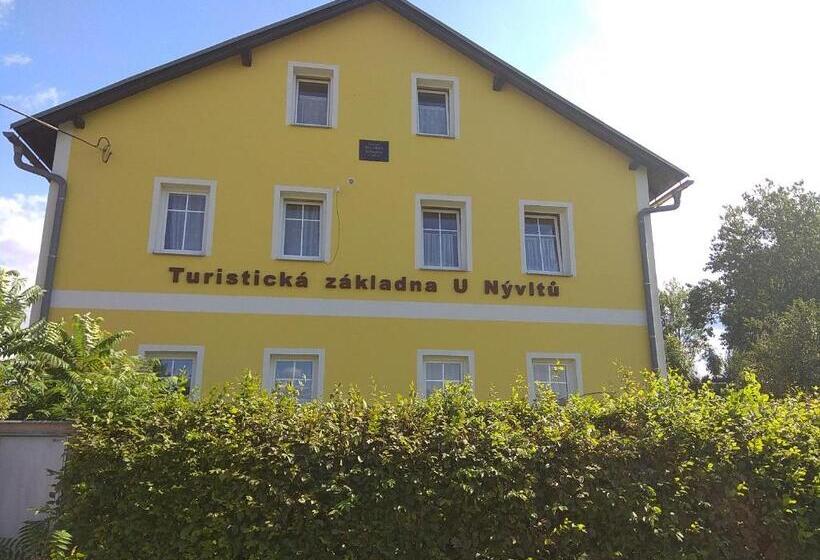 Turistická základna U Nývltů